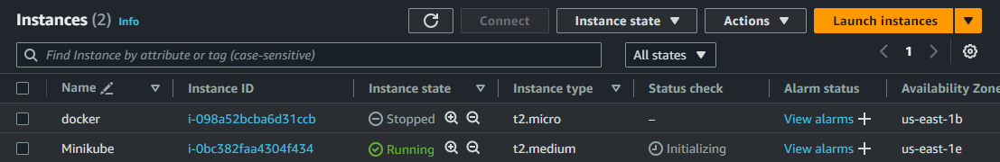 Instances (2) Info Connect Instance state Actions Launch instances
Find Instance by attribute or tag (case-sensitive) All states 1
Name Instance ID Instance state Instance type Status check Alarm status Availability Zone
docker i-098a52bcba6d31ccb Stopped t2.micro – View alarms + us-east-1b
Minikube i-0bc382faa4304f434 Running t2.medium Initializing View alarms + us-east-1e